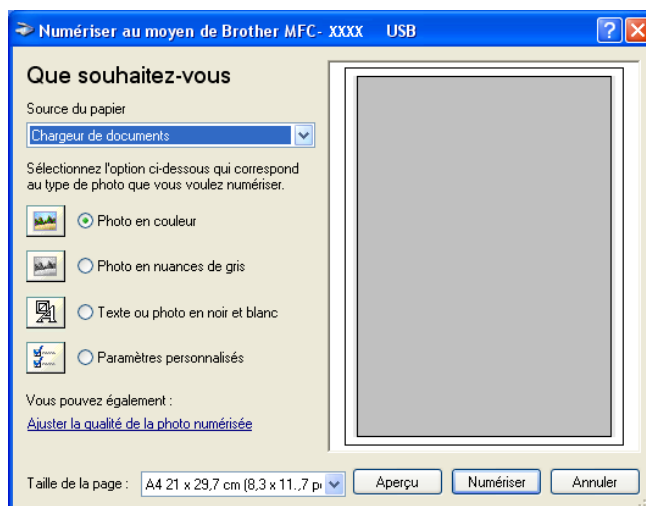 Numériser au moyen de Brother MFC- XXXX USB
Que souhaitez-vous
Source du papier
Chargeur de documents
Sélectionnez l'option ci-dessous qui correspond
au type de photo que vous voulez numériser.
Photo en couleur
Photo en nuances de gris
Texte ou photo en noir et blanc
Paramètres personnalisés
Vous pouvez également :
Ajuster la qualité de la photo numérisée
Taille de la page : A4 21 x 29,7 cm (8,3 x 11.,7 p
Aperçu
Numériser
Annuler